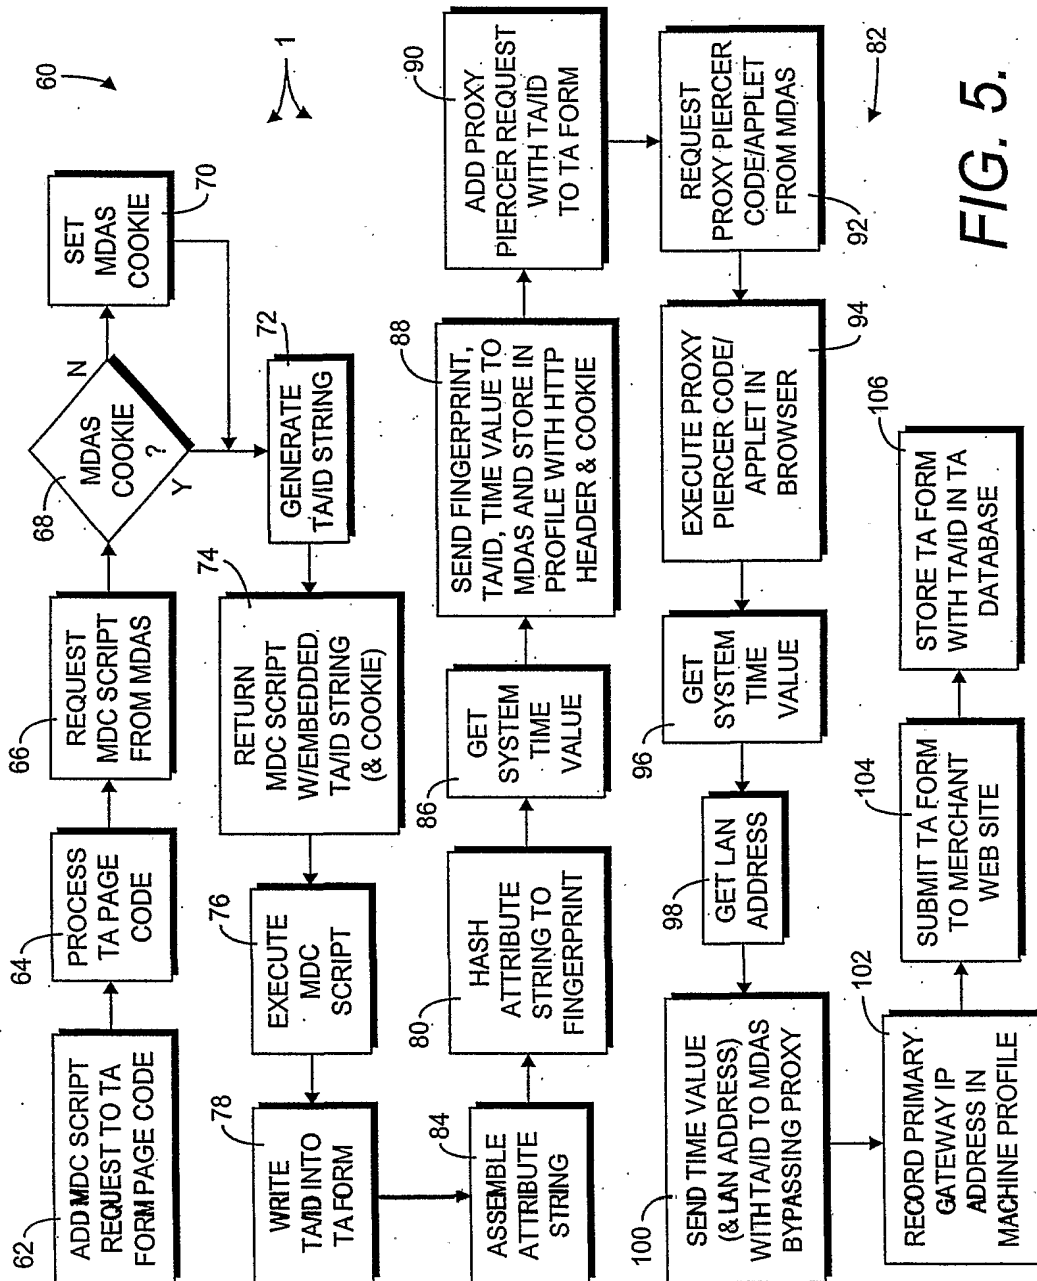 60
1
62
ADD MDC SCRIPT
REQUEST TO TA
FORM PAGE CODE
64
PROCESS
TA PAGE
CODE
66
REQUEST
MDC SCRIPT
FROM MDAS
68
MDAS
COOKIE
?
N
Y
SET
MDAS
COOKIE
70
72
GENERATE
TA/ID STRING
74
RETURN
MDC SCRIPT
W/EMBEDDED
TA/ID STRING
(& COOKIE)
76
EXECUTE
MDC
SCRIPT
78
WRITE
TA/ID INTO
TA FORM
84
ASSEMBLE
ATTRIBUTE
STRING
80
HASH
ATTRIBUTE
STRING TO
FINGERPRINT
86
GET
SYSTEM
TIME
VALUE
88
SEND FINGERPRINT,
TA/ID, TIME VALUE TO
MDAS AND STORE IN
PROFILE WITH HTTP
HEADER & COOKIE
90
ADD PROXY
PIERCER REQUEST
WITH TA/ID
TO TA FORM
REQUEST
PROXY PIERCER
CODE/APPLET
FROM MDAS
92
82
94
EXECUTE PROXY
PIERCER CODE/
APPLET IN
BROWSER
96
GET
SYSTEM
TIME
VALUE
98
GET LAN
ADDRESS
100
SEND TIME VALUE
(& LAN ADDRESS)
WITH TA/ID TO MDAS
BYPASSING PROXY
102
RECORD PRIMARY
GATEWAY IP
ADDRESS IN
MACHINE PROFILE
104
SUBMIT TA FORM
TO MERCHANT
WEB SITE
106
STORE TA FORM
WITH TA/ID IN TA
DATABASE
FIG. 5.